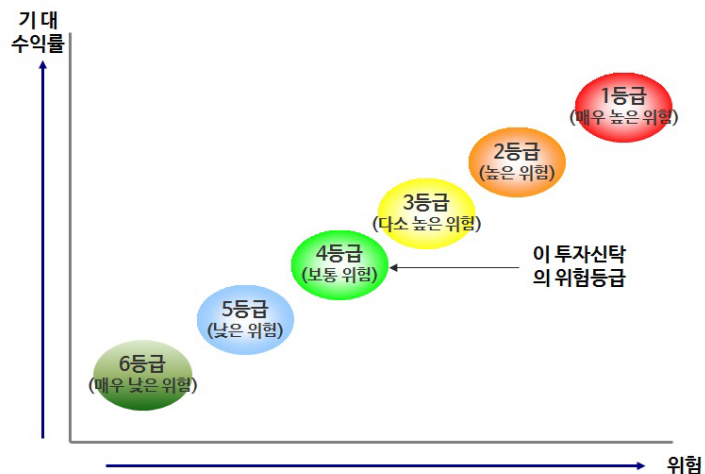 기 대
수익률
1등급
(매우 높은 위험)
2등급
(높은 위험)
3등급
(다소 높은 위험)
4등급
(보통 위험)
이 투자신탁
의 위험등급
5등급
(낮은 위험)
6등급
(매우 낮은 위험)
위험